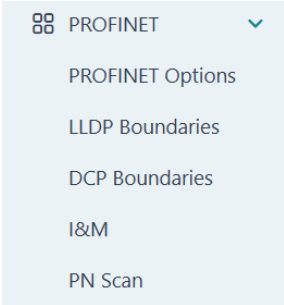 PROFINET
PROFINET Options
LLDP Boundaries
DCP Boundaries
I&M
PN Scan